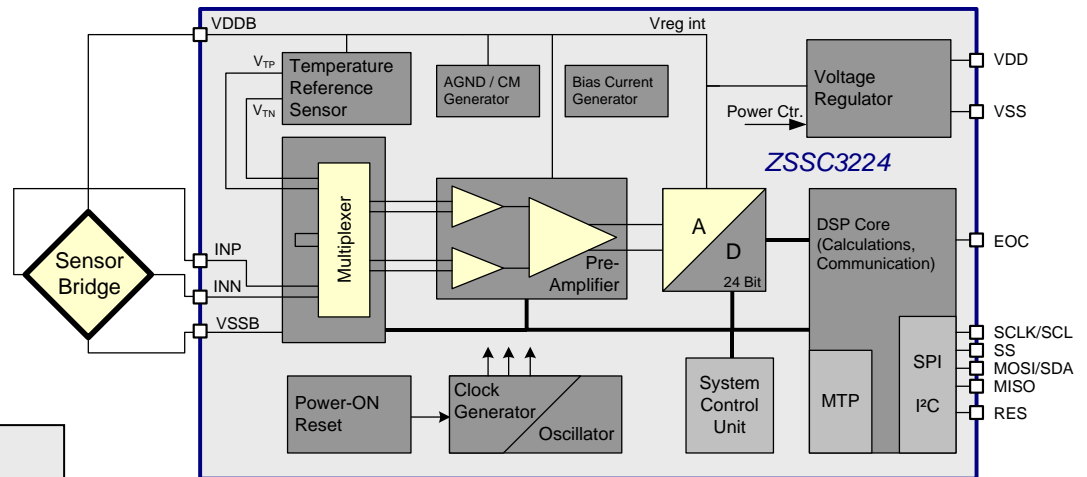 VDDB
Vreg int
VTP
Temperature
Reference
Sensor
VTN
AGND / CM
Generator
Bias Current
Generator
Voltage
Regulator
Power Ctr.
VDD
VSS
ZSSC3224
Multiplexer
Pre-
Amplifier
A
D
24 Bit
DSP Core
(Calculations,
Communication)
EOC
Sensor
Bridge
INP
INN
VSSB
SCLK/SCL
SS
MOSI/SDA
MISO
RES
SPI
I²C
MTP
Power-ON
Reset
Clock
Generator
Oscillator
System
Control
Unit